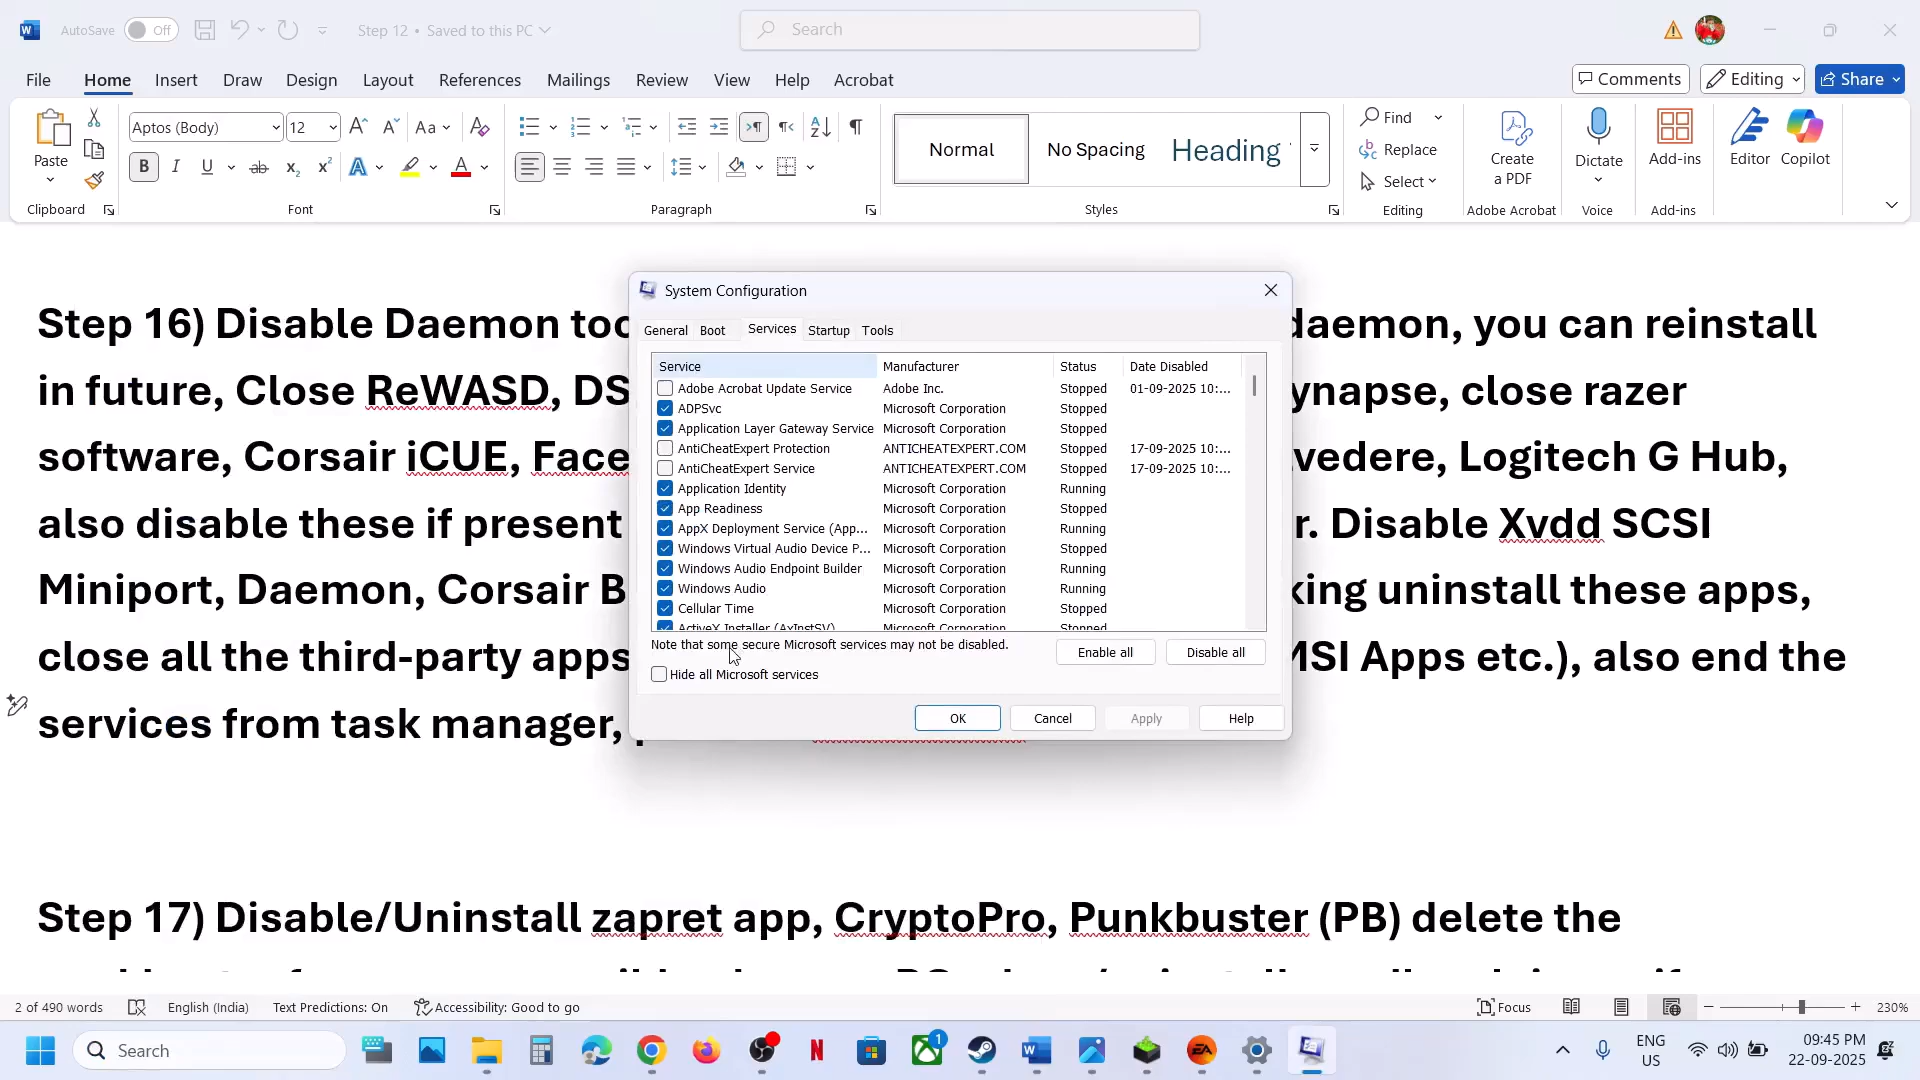 AutoSave Off Step 12 • Saved to this PC Search
File Home Insert Draw Design Layout References Mailings Review View Help Acrobat Comments Editing Share
Paste Aptos (Body) 12 Aa Normal No Spacing Heading Find Replace Select Create a PDF Dictate Add-ins Editor Copilot
Clipboard Font Paragraph Styles Editing Adobe Acrobat Voice Add-ins
System Configuration
General Boot Services Startup Tools
Service Manufacturer Status Date Disabled
Adobe Acrobat Update Service Adobe Inc. Stopped 01-09-2025 10:...
ADPSvc Microsoft Corporation Stopped
Application Layer Gateway Service Microsoft Corporation Stopped
AntiCheatExpert Protection ANTICHEATEXPERT.COM Stopped 17-09-2025 10:...
AntiCheatExpert Service ANTICHEATEXPERT.COM Stopped 17-09-2025 10:...
Application Identity Microsoft Corporation Running
App Readiness Microsoft Corporation Stopped
AppX Deployment Service (App... Microsoft Corporation Running
Windows Virtual Audio Device P... Microsoft Corporation Stopped
Windows Audio Endpoint Builder Microsoft Corporation Running
Windows Audio Microsoft Corporation Running
Cellular Time Microsoft Corporation Stopped
ActiveX Installer (AxInstSV) Microsoft Corporation Stopped
Note that some secure Microsoft services may not be disabled.
Enable all Disable all
Hide all Microsoft services
OK Cancel Apply Help
Step 16) Disable Daemon too daemon, you can reinstall
in future, Close ReWASD, DS ynapse, close razer
software, Corsair iCUE, Face vedere, Logitech G Hub,
also disable these if present r. Disable Xvdd SCSI
Miniport, Daemon, Corsair B king uninstall these apps,
close all the third-party apps MSI Apps etc.), also end the
services from task manager,
Step 17) Disable/Uninstall zapret app, CryptoPro, Punkbuster (PB) delete the
2 of 490 words English (India) Text Predictions: On Accessibility: Good to go Focus 230%
Search 1 ENG US 09:45 PM 22-09-2025